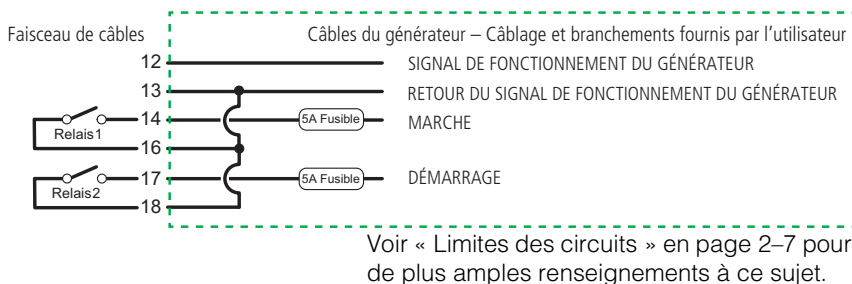 Faisceau de câbles
Câbles du générateur – Câblage et branchements fournis par l'utilisateur
12 SIGNAL DE FONCTIONNEMENT DU GÉNÉRATEUR
13 RETOUR DU SIGNAL DE FONCTIONNEMENT DU GÉNÉRATEUR
14 5A Fusible MARCHE
Relais1
16
17 5A Fusible DÉMARRAGE
Relais2
18
Voir « Limites des circuits » en page 2–7 pour
de plus amples renseignements à ce sujet.